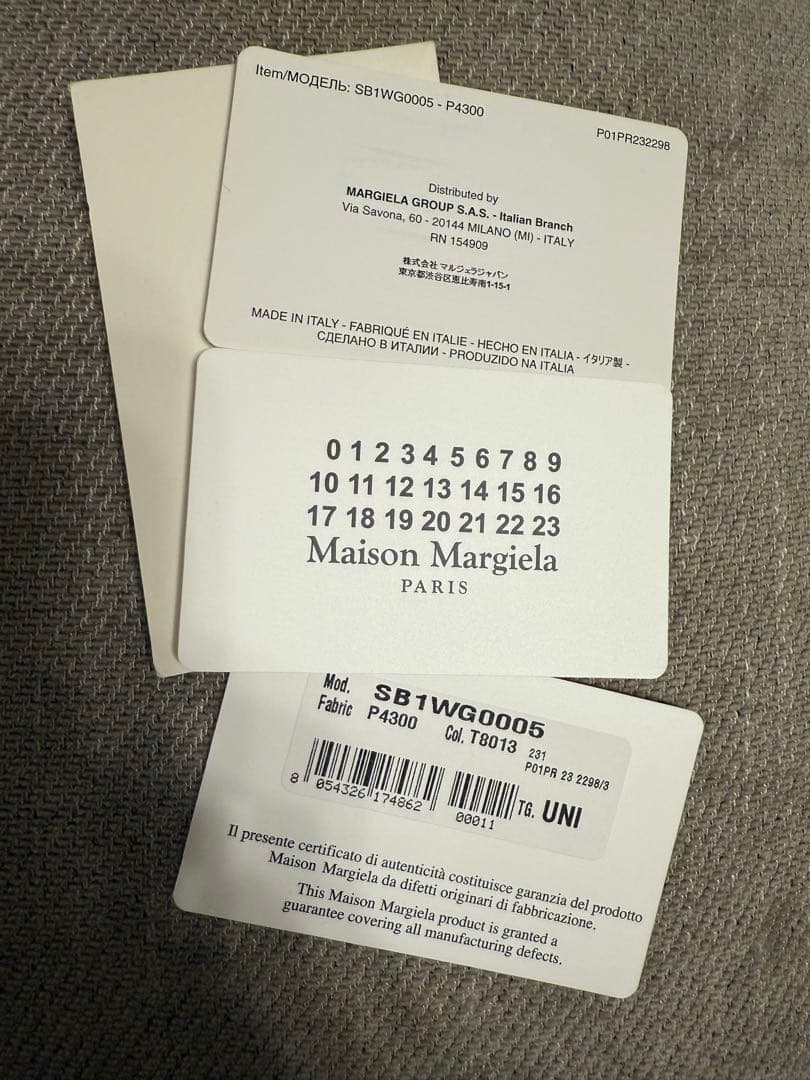 Item/МОДЕЛЬ: SB1WG0005 - P4300
P01PR232298
Distributed by
MARGIELA GROUP S.A.S. - Italian Branch
Via Savona, 60 - 20144 MILANO (MI) - ITALY
RN 154909
株式会社 マルジェラジャパン
東京都渋谷区恵比寿南1-15-1
MADE IN ITALY - FABRIQUÉ EN ITALIE - HECHO EN ITALIA - イタリア製 -
СДЕЛАНО В ИТАЛИИ - PRODUZIDO NA ITALIA
0 1 2 3 4 5 6 7 8 9
10 11 12 13 14 15 16
17 18 19 20 21 22 23
Maison Margiela
PARIS
Mod. SB1WG0005
Fabric P4300 Col. T8013 231
P01PR 23 2298/3
8 054326 174862 00011 TG. UNI
Il presente certificato di autenticità costituisce garanzia del prodotto
Maison Margiela da difetti originari di fabbricazione.
This Maison Margiela product is granted a
guarantee covering all manufacturing defects.